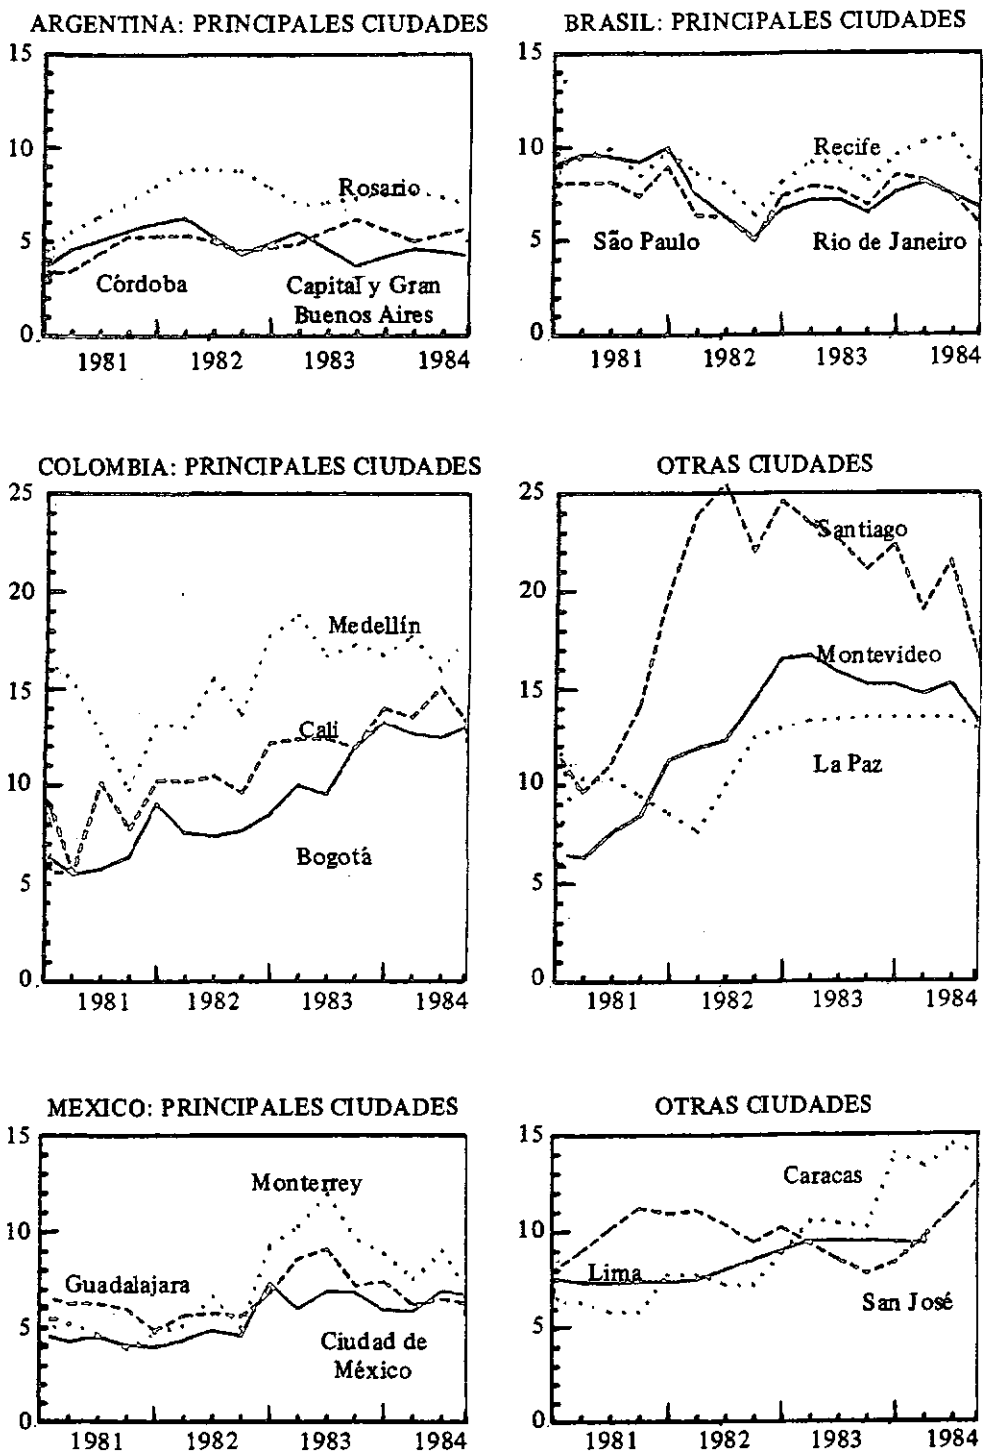 ARGENTINA: PRINCIPALES CIUDADES
15
10
5
0
Rosario
Córdoba
Capital y Gran
Buenos Aires
1981 1982 1983 1984
BRASIL: PRINCIPALES CIUDADES
15
10
5
0
Recife
São Paulo
Rio de Janeiro
1981 1982 1983 1984
COLOMBIA: PRINCIPALES CIUDADES
25
20
15
10
5
0
Medellín
Cali
Bogotá
1981 1982 1983 1984
OTRAS CIUDADES
25
20
15
10
5
0
Santiago
Montevideo
La Paz
1981 1982 1983 1984
MEXICO: PRINCIPALES CIUDADES
15
10
5
0
Monterrey
Guadalajara
Ciudad de
México
1981 1982 1983 1984
OTRAS CIUDADES
15
10
5
0
Caracas
Lima
San José
1981 1982 1983 1984